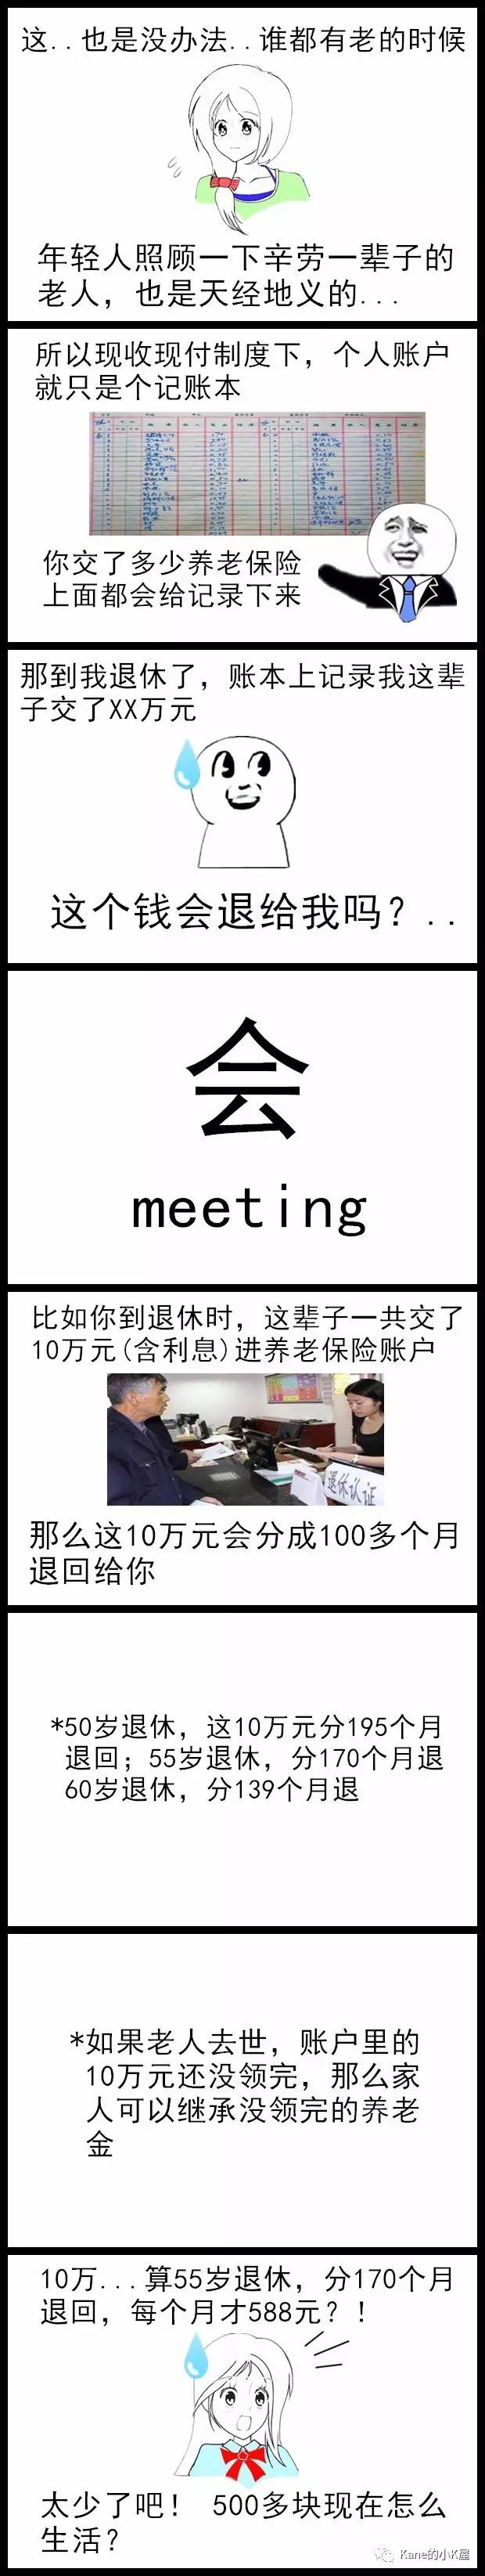 这..也是没办法..谁都有老的时候
年轻人照顾一下辛劳一辈子的
老人，也是天经地义的...
所以现收现付制度下，个人账户
就只是个记账本
你交了多少养老保险
上面都会给记录下来
那到我退休了，账本上记录我这辈
子交了XX万元
这个钱会退给我吗？..
会
meeting
比如你到退休时，这辈子一共交了
10万元(含利息)进养老保险账户
退休认证
那么这10万元会分成100多个月
退回给你
*50岁退休，这10万元分195个月
退回；55岁退休，分170个月退
60岁退休，分139个月退
*如果老人去世，账户里的
10万元还没领完，那么家
人可以继承没领完的养老
金
10万...算55岁退休，分170个月
退回，每个月才588元？！
太少了吧！ 500多块现在怎么
生活？
Kane的小K屋